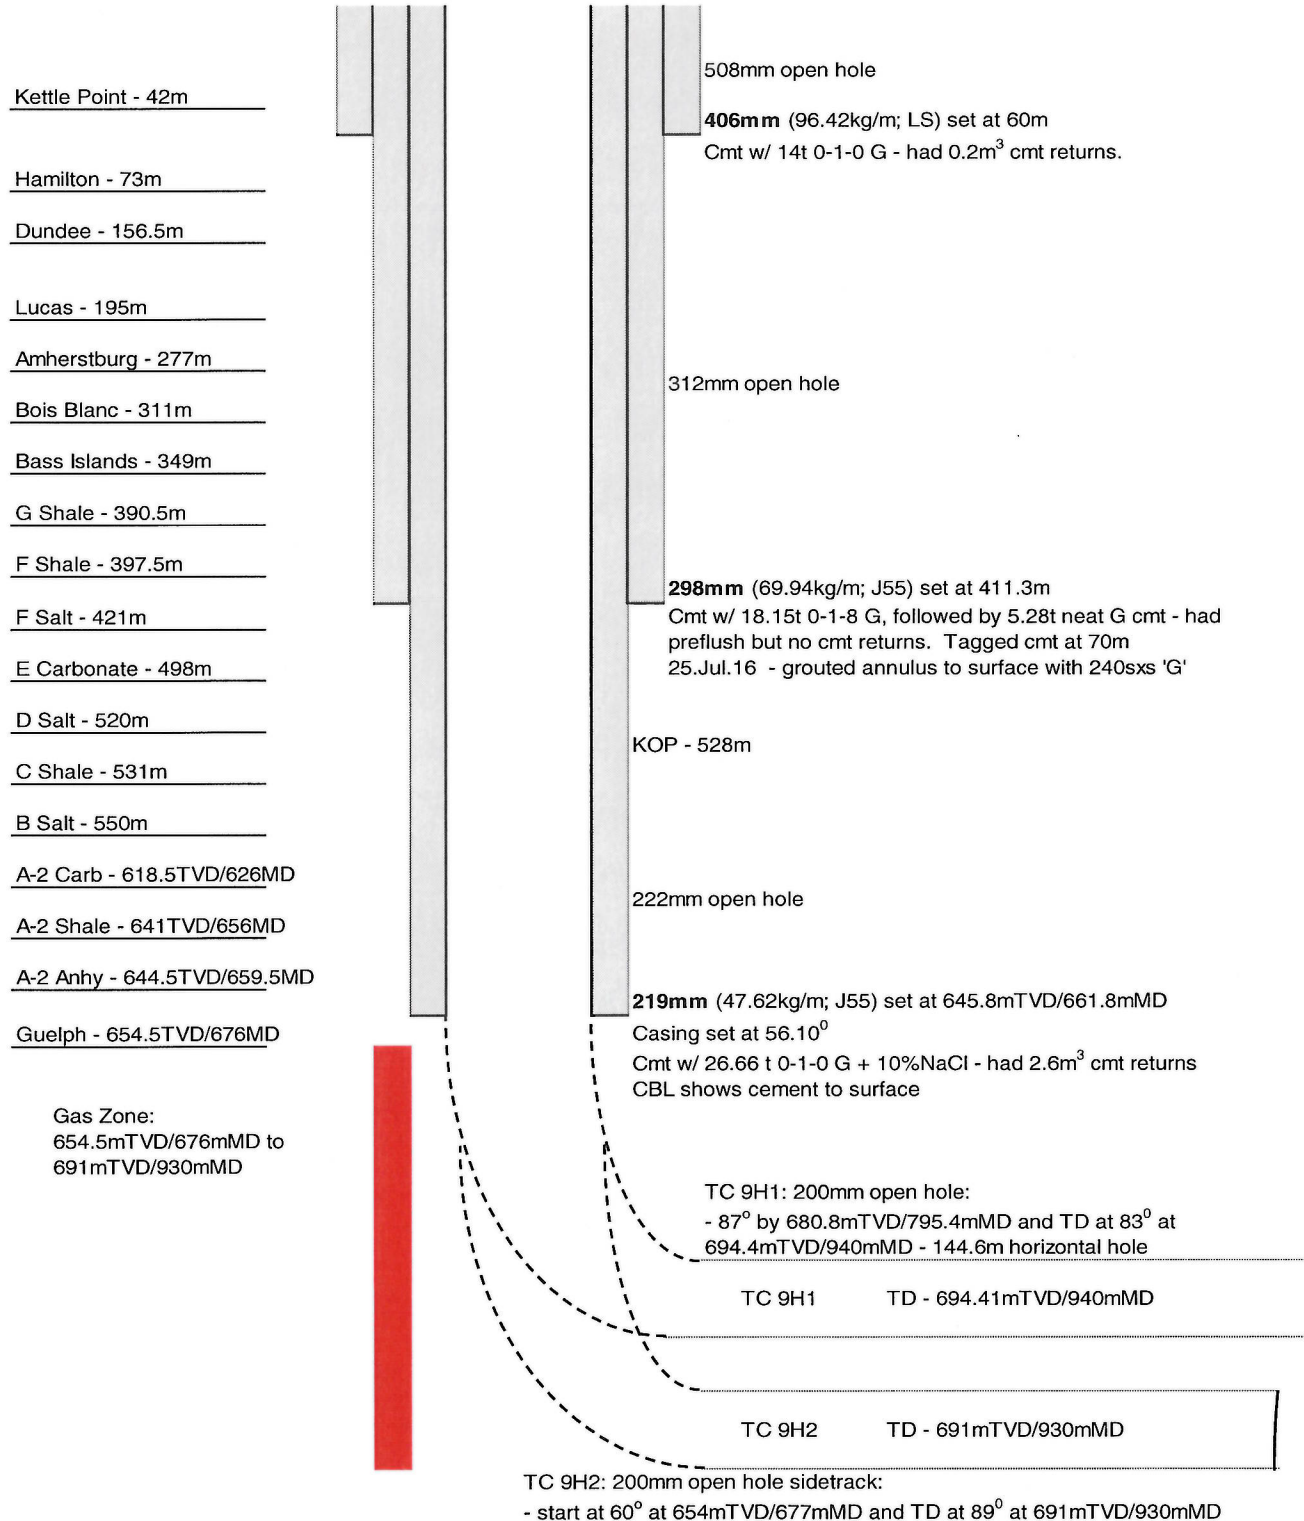 Kettle Point - 42m
Hamilton - 73m
Dundee - 156.5m
Lucas - 195m
Amherstburg - 277m
Bois Blanc - 311m
Bass Islands - 349m
G Shale - 390.5m
F Shale - 397.5m
F Salt - 421m
E Carbonate - 498m
D Salt - 520m
C Shale - 531m
B Salt - 550m
A-2 Carb - 618.5TVD/626MD
A-2 Shale - 641TVD/656MD
A-2 Anhy - 644.5TVD/659.5MD
Guelph - 654.5TVD/676MD
Gas Zone:
654.5mTVD/676mMD to
691mTVD/930mMD
508mm open hole
406mm (96.42kg/m; LS) set at 60m
Cmt w/ 14t 0-1-0 G - had 0.2m³ cmt returns.
312mm open hole
298mm (69.94kg/m; J55) set at 411.3m
Cmt w/ 18.15t 0-1-8 G, followed by 5.28t neat G cmt - had
preflush but no cmt returns. Tagged cmt at 70m
25.Jul.16 - grouted annulus to surface with 240sxs 'G'
KOP - 528m
222mm open hole
219mm (47.62kg/m; J55) set at 645.8mTVD/661.8mMD
Casing set at 56.10⁰
Cmt w/ 26.66 t 0-1-0 G + 10%NaCl - had 2.6m³ cmt returns
CBL shows cement to surface
TC 9H1: 200mm open hole:
- 87° by 680.8mTVD/795.4mMD and TD at 83⁰ at
694.4mTVD/940mMD - 144.6m horizontal hole
TC 9H1 TD - 694.41mTVD/940mMD
TC 9H2 TD - 691mTVD/930mMD
TC 9H2: 200mm open hole sidetrack:
- start at 60° at 654mTVD/677mMD and TD at 89⁰ at 691mTVD/930mMD